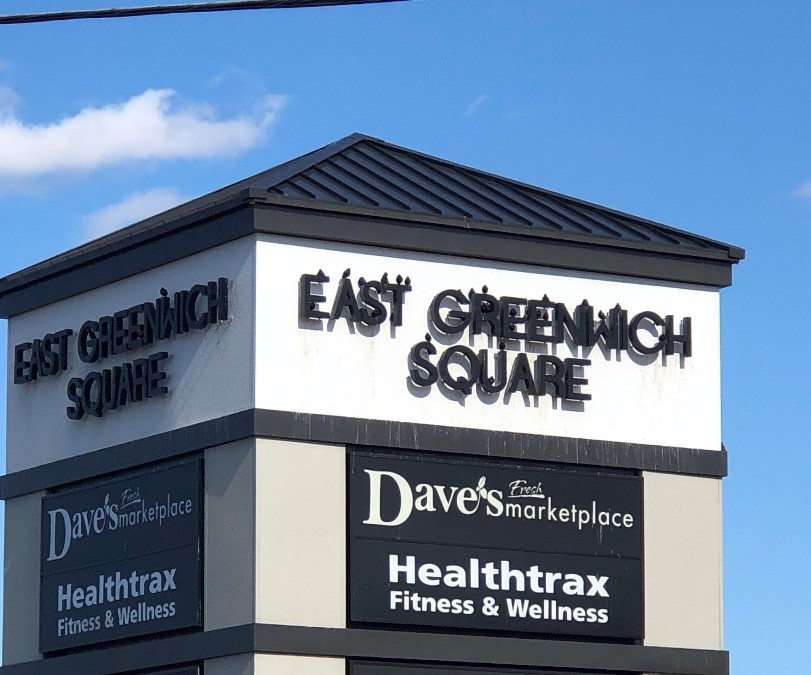 EAST GREENWICH
SQUARE
Dave's Fresh marketplace
Healthtrax
Fitness & Wellness
EAST GREENWICH
SQUARE
Dave's Fresh marketplace
Healthtrax
Fitness & Wellness